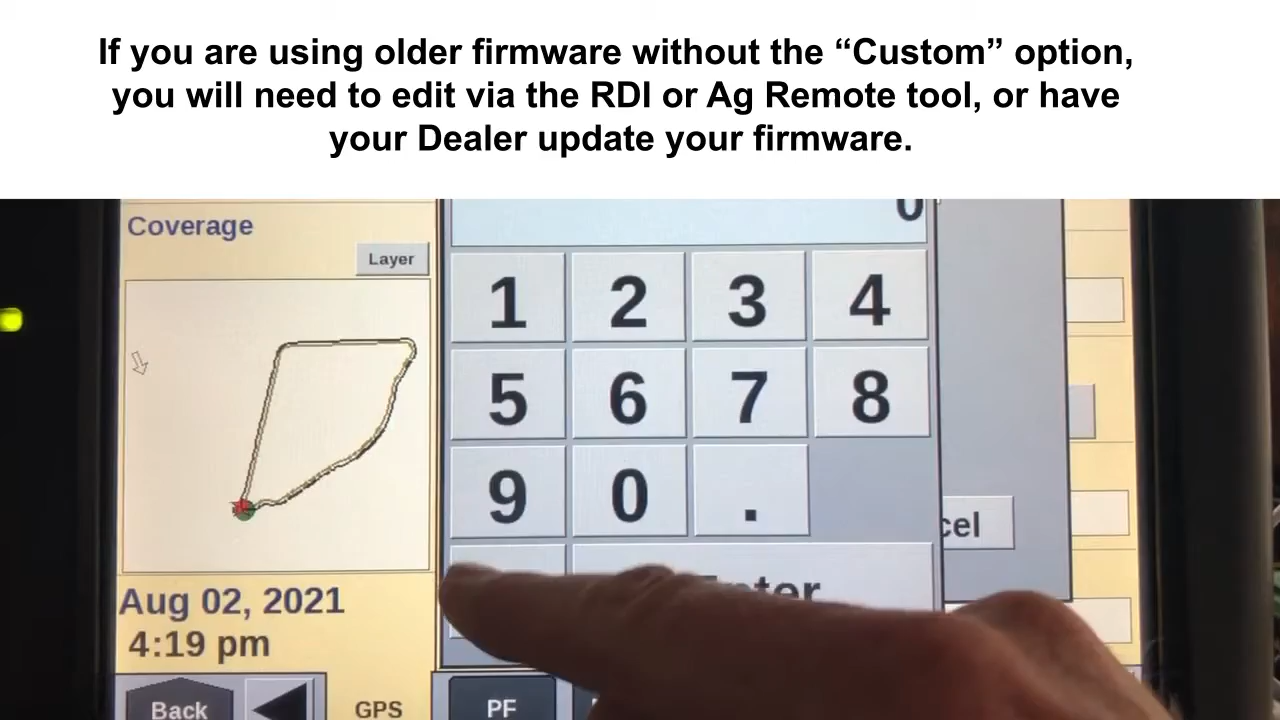 If you are using older firmware without the “Custom” option,
you will need to edit via the RDI or Ag Remote tool, or have
your Dealer update your firmware.
Coverage
0
Layer
1 2 3 4
5 6 7 8
9 0 .
Aug 02, 2021
4:19 pm
Back
GPS
PF